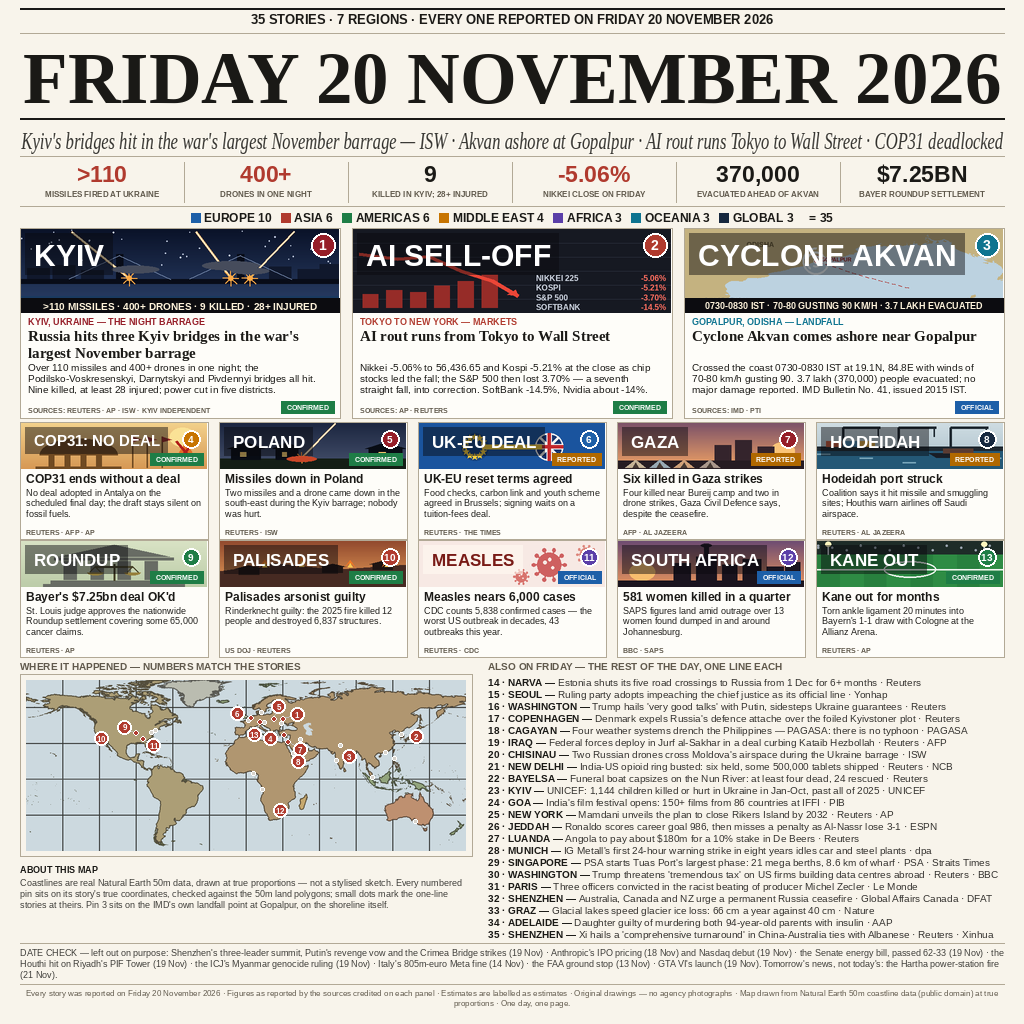 35 STORIES · 7 REGIONS · EVERY ONE REPORTED ON FRIDAY 20 NOVEMBER 2026
FRIDAY 20 NOVEMBER 2026
Kyiv's bridges hit in the war's largest November barrage — ISW · Akvan ashore at Gopalpur · AI rout runs Tokyo to Wall Street · COP31 deadlocked
>110
MISSILES FIRED AT UKRAINE
400+
DRONES IN ONE NIGHT
9
KILLED IN KYIV; 28+ INJURED
-5.06%
NIKKEI CLOSE ON FRIDAY
370,000
EVACUATED AHEAD OF AKVAN
$7.25BN
BAYER ROUNDUP SETTLEMENT
EUROPE 10 ASIA 6 AMERICAS 6 MIDDLE EAST 4 AFRICA 3 OCEANIA 3 GLOBAL 3 = 35
KYIV
1
>110 MISSILES · 400+ DRONES · 9 KILLED · 28+ INJURED
KYIV, UKRAINE — THE NIGHT BARRAGE
Russia hits three Kyiv bridges in the war's
largest November barrage
Over 110 missiles and 400+ drones in one night; the
Podilsko-Voskresenskyi, Darnytskyi and Pivdennyi bridges all hit.
Nine killed, at least 28 injured; power cut in five districts.
SOURCES: REUTERS · AP · ISW · KYIV INDEPENDENT
CONFIRMED
AI SELL-OFF
2
NIKKEI 225 -5.06%
KOSPI -5.21%
S&P 500 -3.70%
SOFTBANK -14.5%
TOKYO TO NEW YORK — MARKETS
AI rout runs from Tokyo to Wall Street
Nikkei -5.06% to 56,436.65 and Kospi -5.21% at the close as chip
stocks led the fall; the S&P 500 then lost 3.70% — a seventh
straight fall, into correction. SoftBank -14.5%, Nvidia about -14%.
SOURCES: AP · REUTERS
CONFIRMED
CYCLONE AKVAN
3
0730-0830 IST · 70-80 GUSTING 90 KM/H · 3.7 LAKH EVACUATED
GOPALPUR, ODISHA — LANDFALL
Cyclone Akvan comes ashore near Gopalpur
Crossed the coast 0730-0830 IST at 19.1N, 84.8E with winds of
70-80 km/h gusting 90. 3.7 lakh (370,000) people evacuated; no
major damage reported. IMD Bulletin No. 41, issued 2015 IST.
SOURCES: IMD · PTI
OFFICIAL
COP31: NO DEAL
4
CONFIRMED
COP31 ends without a deal
No deal adopted in Antalya on the
scheduled final day; the draft stays silent on
fossil fuels.
REUTERS · AFP · AP
POLAND
5
CONFIRMED
Missiles down in Poland
Two missiles and a drone came down in the
south-east during the Kyiv barrage; nobody
was hurt.
REUTERS · ISW
UK-EU DEAL
6
REPORTED
UK-EU reset terms agreed
Food checks, carbon link and youth scheme
agreed in Brussels; signing waits on a
tuition-fees deal.
REUTERS · THE TIMES
GAZA
7
REPORTED
Six killed in Gaza strikes
Four killed near Bureij camp and two in
drone strikes, Gaza Civil Defence says,
despite the ceasefire.
AFP · AL JAZEERA
HODEIDAH
8
REPORTED
Hodeidah port struck
Coalition says it hit missile and smuggling
sites; Houthis warn airlines off Saudi
airspace.
REUTERS · AL JAZEERA
ROUNDUP
9
CONFIRMED
Bayer's $7.25bn deal OK'd
St. Louis judge approves the nationwide
Roundup settlement covering some 65,000
cancer claims.
REUTERS · AP
PALISADES
10
CONFIRMED
Palisades arsonist guilty
Rinderknecht guilty: the 2025 fire killed 12
people and destroyed 6,837 structures.
US DOJ · REUTERS
MEASLES
11
OFFICIAL
Measles nears 6,000 cases
CDC counts 5,838 confirmed cases — the
worst US outbreak in decades, 43
outbreaks this year.
REUTERS · CDC
SOUTH AFRICA
12
OFFICIAL
581 women killed in a quarter
SAPS figures land amid outrage over 13
women found dumped in and around
Johannesburg.
BBC · SAPS
KANE OUT
13
CONFIRMED
Kane out for months
Torn ankle ligament 20 minutes into
Bayern's 1-1 draw with Cologne at the
Allianz Arena.
REUTERS · AP
WHERE IT HAPPENED — NUMBERS MATCH THE STORIES
6
5
1
9
10
11
13
4
7
8
3
2
12
ABOUT THIS MAP
Coastlines are real Natural Earth 50m data, drawn at true proportions — not a stylised sketch. Every numbered
pin sits on its story's true coordinates, checked against the 50m land polygons; small dots mark the one-line
stories at theirs. Pin 3 sits on the IMD's own landfall point at Gopalpur, on the shoreline itself.
ALSO ON FRIDAY — THE REST OF THE DAY, ONE LINE EACH
14 · NARVA — Estonia shuts its five road crossings to Russia from 1 Dec for 6+ months · Reuters
15 · SEOUL — Ruling party adopts impeaching the chief justice as its official line · Yonhap
16 · WASHINGTON — Trump hails 'very good talks' with Putin, sidesteps Ukraine guarantees · Reuters
17 · COPENHAGEN — Denmark expels Russia's defence attache over the foiled Kyivstoner plot · Reuters
18 · CAGAYAN — Four weather systems drench the Philippines — PAGASA: there is no typhoon · PAGASA
19 · IRAQ — Federal forces deploy in Jurf al-Sakhar in a deal curbing Kataib Hezbollah · Reuters · AFP
20 · CHISINAU — Two Russian drones cross Moldova's airspace during the Ukraine barrage · ISW
21 · NEW DELHI — India-US opioid ring busted: six held, some 500,000 tablets shipped · Reuters · NCB
22 · BAYELSA — Funeral boat capsizes on the Nun River: at least four dead, 24 rescued · Reuters
23 · KYIV — UNICEF: 1,144 children killed or hurt in Ukraine in Jan-Oct, past all of 2025 · UNICEF
24 · GOA — India's film festival opens: 150+ films from 86 countries at IFFI · PIB
25 · NEW YORK — Mamdani unveils the plan to close Rikers Island by 2032 · Reuters · AP
26 · JEDDAH — Ronaldo scores career goal 986, then misses a penalty as Al-Nassr lose 3-1 · ESPN
27 · LUANDA — Angola to pay about $180m for a 10% stake in De Beers · Reuters
28 · MUNICH — IG Metall's first 24-hour warning strike in eight years idles car and steel plants · dpa
29 · SINGAPORE — PSA starts Tuas Port's largest phase: 21 mega berths, 8.6 km of wharf · PSA · Straits Times
30 · WASHINGTON — Trump threatens 'tremendous tax' on US firms building data centres abroad · Reuters · BBC
31 · PARIS — Three officers convicted in the racist beating of producer Michel Zecler · Le Monde
32 · SHENZHEN — Australia, Canada and NZ urge a permanent Russia ceasefire · Global Affairs Canada · DFAT
33 · GRAZ — Glacial lakes speed glacier ice loss: 66 cm a year against 40 cm · Nature
34 · ADELAIDE — Daughter guilty of murdering both 94-year-old parents with insulin · AAP
35 · SHENZHEN — Xi hails a 'comprehensive turnaround' in China-Australia ties with Albanese · Reuters · Xinhua
DATE CHECK — left out on purpose: Shenzhen's three-leader summit, Putin's revenge vow and the Crimea Bridge strikes (19 Nov) · Anthropic's IPO pricing (18 Nov) and Nasdaq debut (19 Nov) · the Senate energy bill, passed 62-33 (19 Nov) · the
Houthi hit on Riyadh's PIF Tower (19 Nov) · the ICJ's Myanmar genocide ruling (19 Nov) · Italy's 805m-euro Meta fine (14 Nov) · the FAA ground stop (13 Nov) · GTA VI's launch (19 Nov). Tomorrow's news, not today's: the Hartha power-station fire
(21 Nov).
Every story was reported on Friday 20 November 2026 · Figures as reported by the sources credited on each panel · Estimates are labelled as estimates · Original drawings — no agency photographs · Map drawn from Natural Earth 50m coastline data (public domain) at true
proportions · One day, one page.